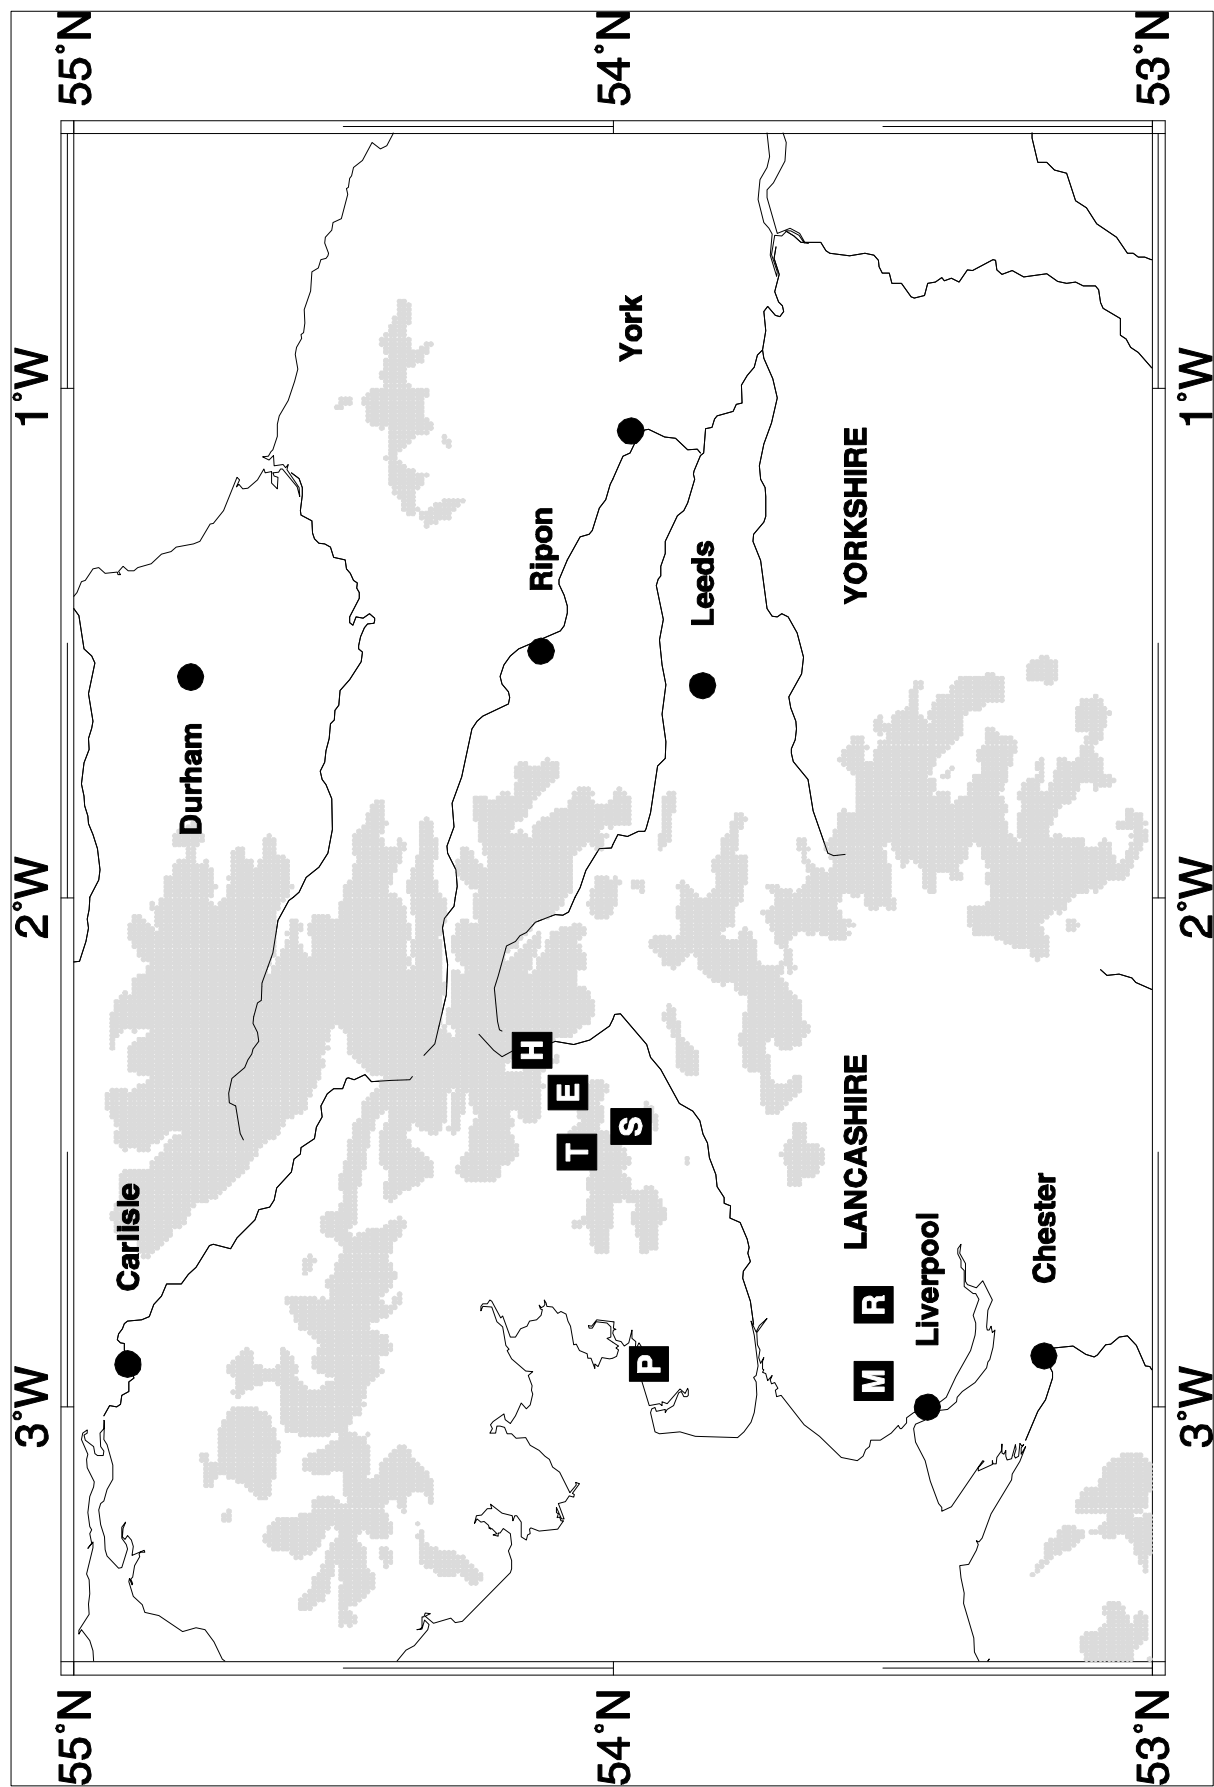 3˚W
2˚W
1˚W
55˚N
55˚N
Carlisle
Durham
Ripon
York
H
E
T
S
P
54˚N
54˚N
Leeds
M
R
LANCASHIRE
YORKSHIRE
Liverpool
Chester
53˚N
53˚N
3˚W
2˚W
1˚W